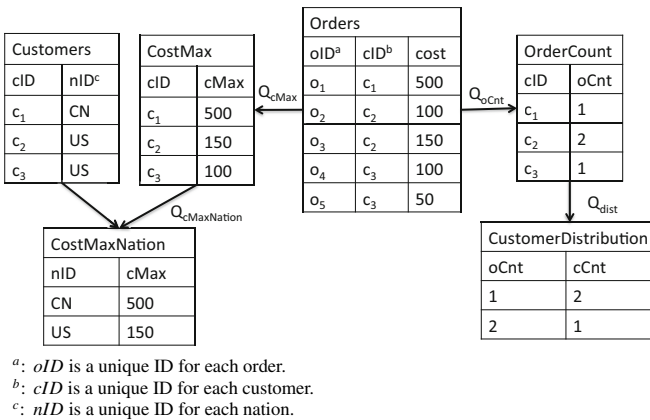 Orders
oIDᵃ cIDᵇ cost
o₁ c₁ 500
o₂ c₂ 100
o₃ c₂ 150
o₄ c₃ 100
o₅ c₃ 50
Customers
cID nIDᶜ
c₁ CN
c₂ US
c₃ US
CostMax
cID cMax
c₁ 500
c₂ 150
c₃ 100
Q_cMax
Q_oCnt
OrderCount
cID oCnt
c₁ 1
c₂ 2
c₃ 1
Q_cMaxNation
Q_dist
CostMaxNation
nID cMax
CN 500
US 150
CustomerDistribution
oCnt cCnt
1 2
2 1
ᵃ: oID is a unique ID for each order.
ᵇ: cID is a unique ID for each customer.
ᶜ: nID is a unique ID for each nation.